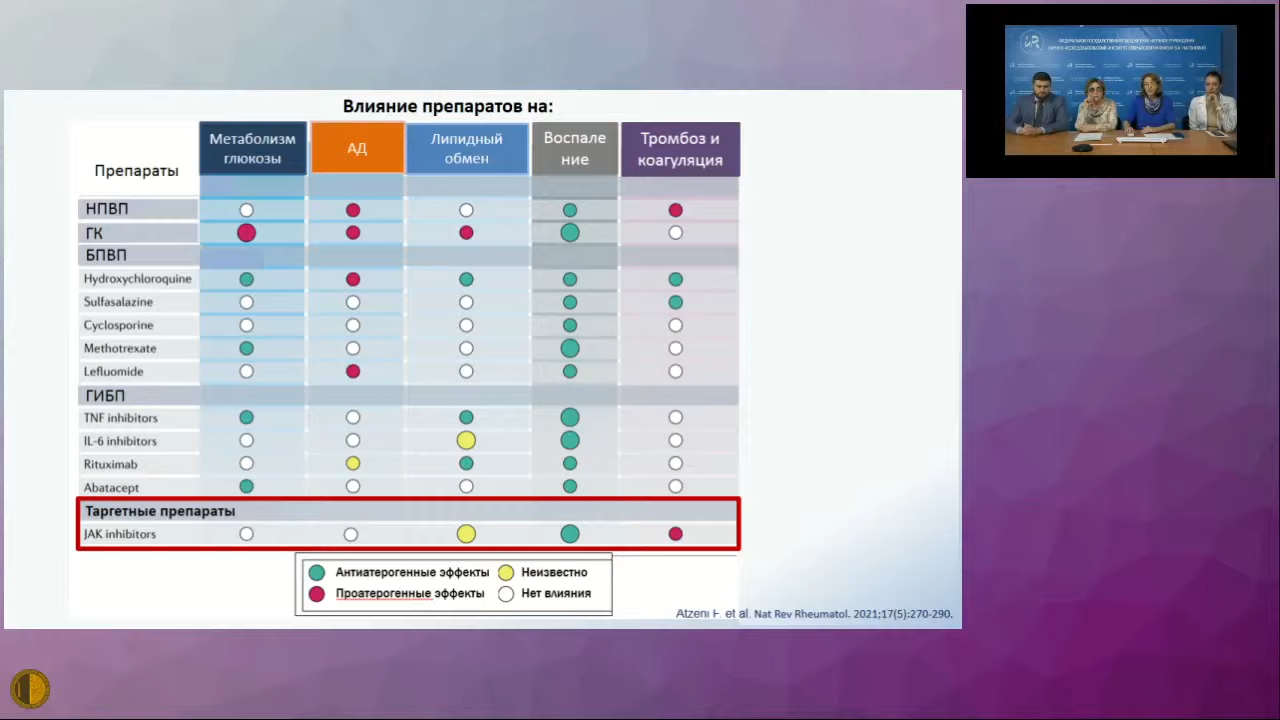 Влияние препаратов на:
Препараты
Метаболизм
глюкозы
АД
Липидный
обмен
Воспале
ние
Тромбоз и
коагуляция
НПВП
ГК
БПВП
Hydroxychloroquine
Sulfasalazine
Cyclosporine
Methotrexate
Lefluomide
ГИБП
TNF inhibitors
IL-6 inhibitors
Rituximab
Abatacept
Таргетные препараты
JAK inhibitors
Антиатерогенные эффекты
Неизвестно
Проатерогенные эффекты
Нет влияния
Atzeni F. et al. Nat Rev Rheumatol. 2021;17(5):270-290.